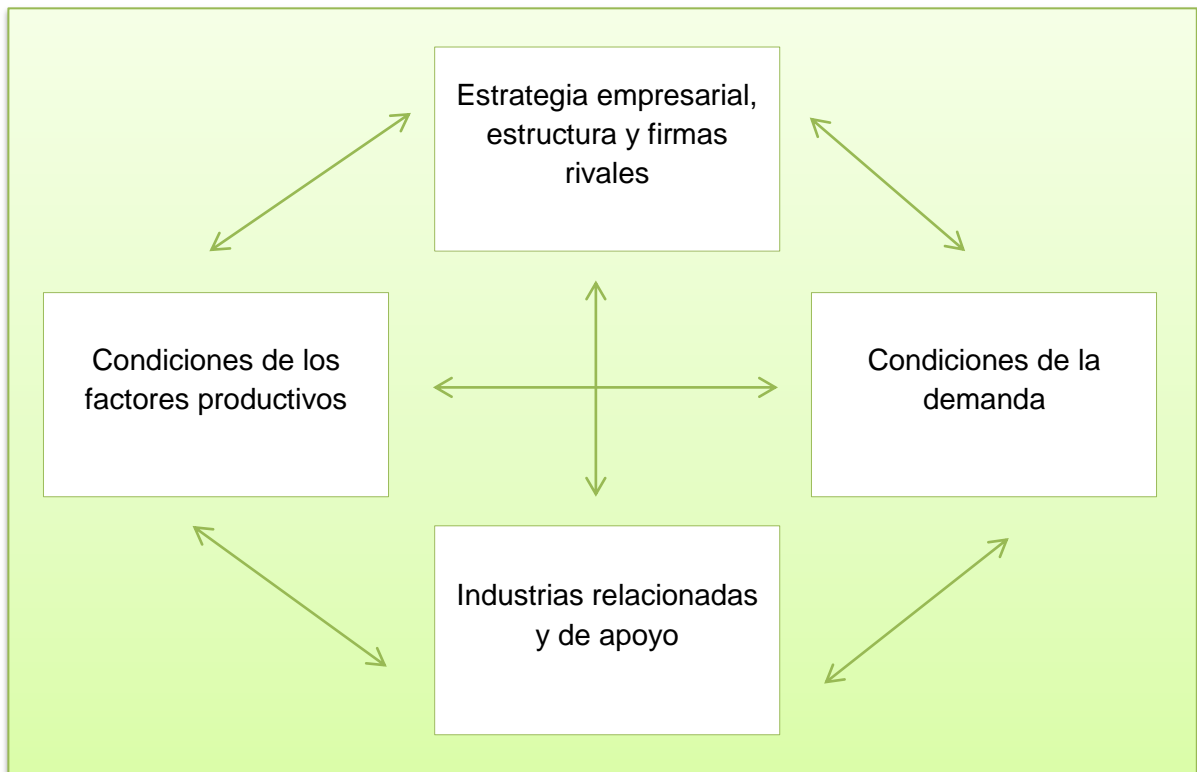 Estrategia empresarial,
estructura y firmas
rivales
Condiciones de los
factores productivos
Condiciones de la
demanda
Industrias relacionadas
y de apoyo